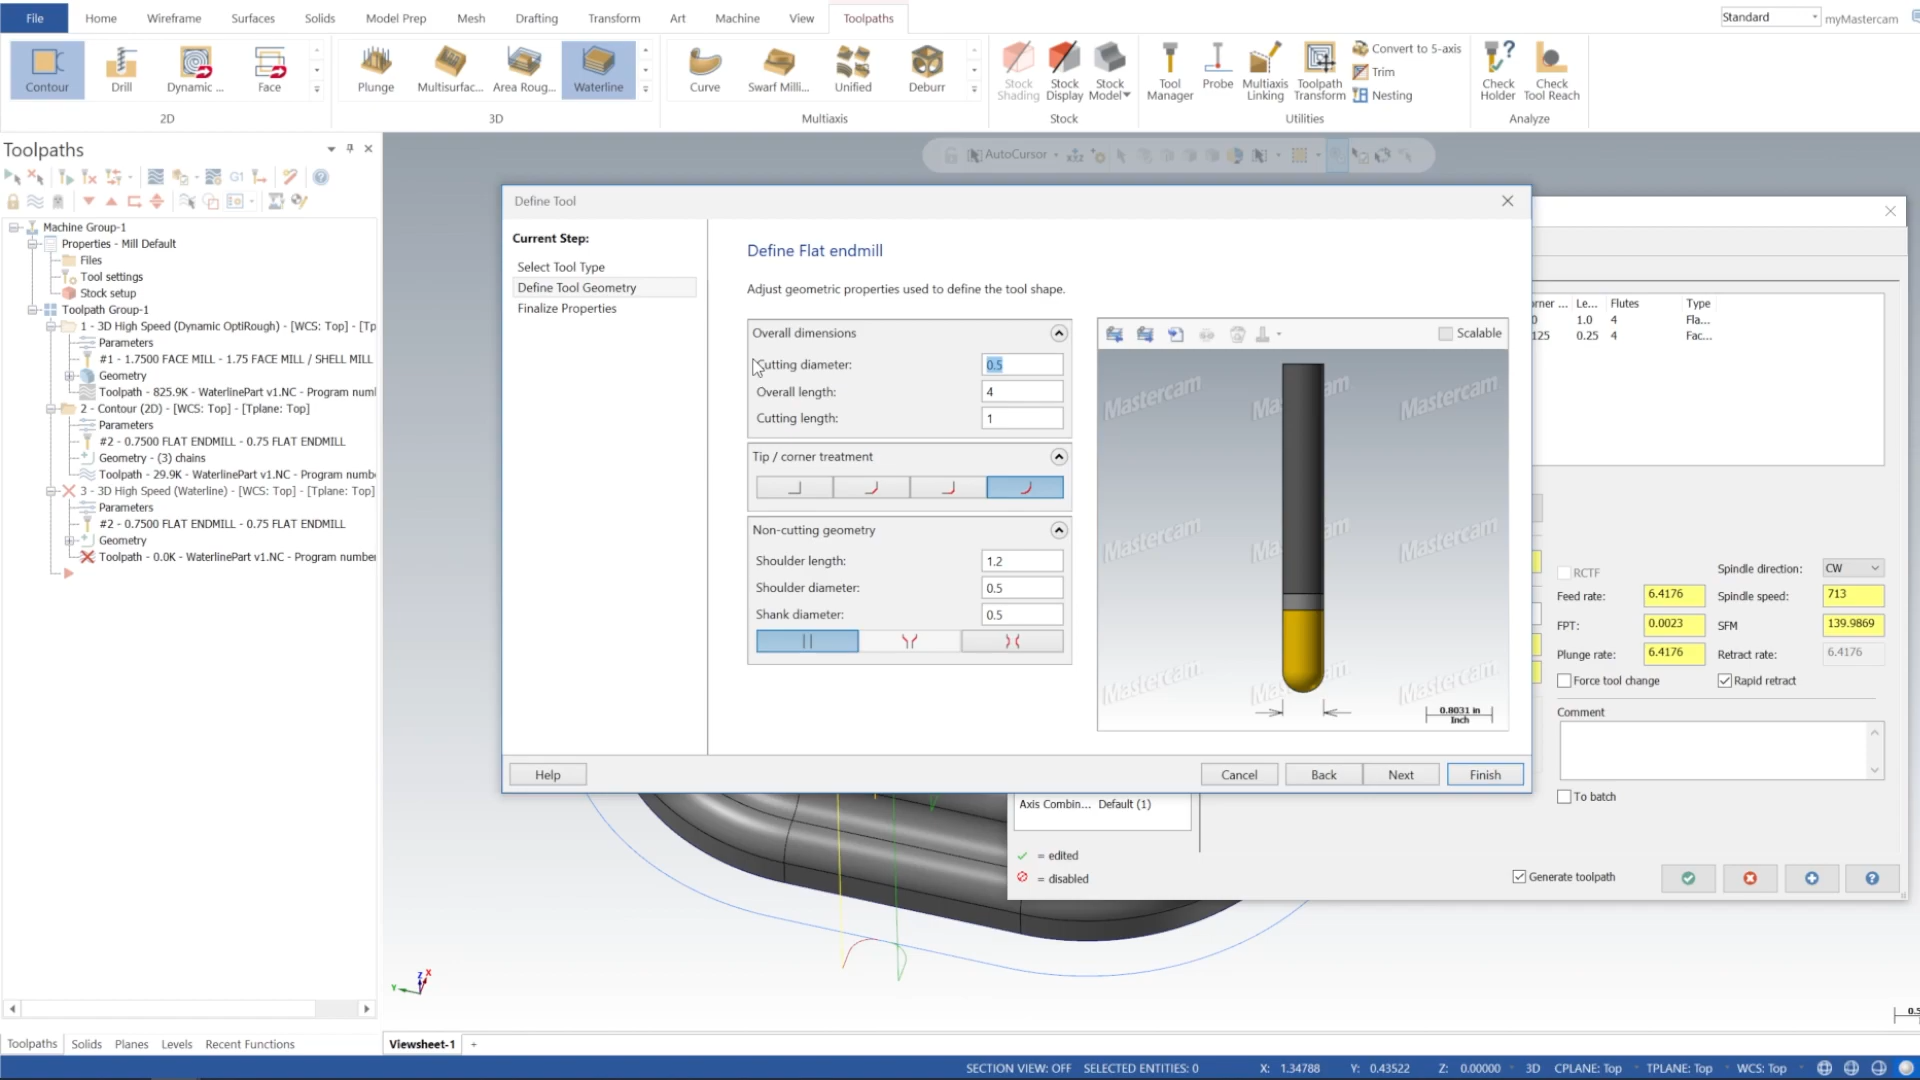 File Home Wireframe Surfaces Solids Model Prep Mesh Drafting Transform Art Machine View Toolpaths Standard myMastercam
Contour Drill Dynamic ... Face
2D
Plunge Multisurfac... Area Roug... Waterline
3D
Curve Swarf Milli... Unified Deburr
Multiaxis
Stock Shading Stock Display Stock Model
Stock
Tool Manager Probe Multiaxis Linking Toolpath Transform Convert to 5-axis Trim Nesting
Utilities
Check Holder Check Tool Reach
Analyze
Toolpaths
AutoCursor
G1
Machine Group-1
Properties - Mill Default
Files
Tool settings
Stock setup
Toolpath Group-1
1 - 3D High Speed (Dynamic OptiRough) - [WCS: Top] - [Tp
Parameters
#1 - 1.7500 FACE MILL - 1.75 FACE MILL / SHELL MILL
Geometry
Toolpath - 825.9K - WaterlinePart v1.NC - Program num
2 - Contour (2D) - [WCS: Top] - [Tplane: Top]
Parameters
#2 - 0.7500 FLAT ENDMILL - 0.75 FLAT ENDMILL
Geometry - (3) chains
Toolpath - 29.9K - WaterlinePart v1.NC - Program numb
3 - 3D High Speed (Waterline) - [WCS: Top] - [Tplane: Top]
Parameters
#2 - 0.7500 FLAT ENDMILL - 0.75 FLAT ENDMILL
Geometry
Toolpath - 0.0K - WaterlinePart v1.NC - Program number
Define Tool
Current Step:
Select Tool Type
Define Tool Geometry
Finalize Properties
Define Flat endmill
Adjust geometric properties used to define the tool shape.
Overall dimensions
Cutting diameter: 0.5
Overall length: 4
Cutting length: 1
Tip / corner treatment
Non-cutting geometry
Shoulder length: 1.2
Shoulder diameter: 0.5
Shank diameter: 0.5
Scalable
Mastercam Mastercam
Mastercam Mastercam
Mastercam Mastercam
0.8031 in
Inch
Help Cancel Back Next Finish
rner ... Le... Flutes Type
0 1.0 4 Fla...
125 0.25 4 Fac...
RCTF Spindle direction: CW
Feed rate: 6.4176 Spindle speed: 713
FPT: 0.0023 SFM 139.9869
Plunge rate: 6.4176 Retract rate: 6.4176
Force tool change Rapid retract
Comment
To batch
Axis Combin... Default (1)
= edited
= disabled
Generate toolpath
Z X Y
0.5
Toolpaths Solids Planes Levels Recent Functions Viewsheet-1 +
SECTION VIEW: OFF SELECTED ENTITIES: 0 X: 1.34788 Y: 0.43522 Z: 0.00000 3D CPLANE: Top TPLANE: Top WCS: Top